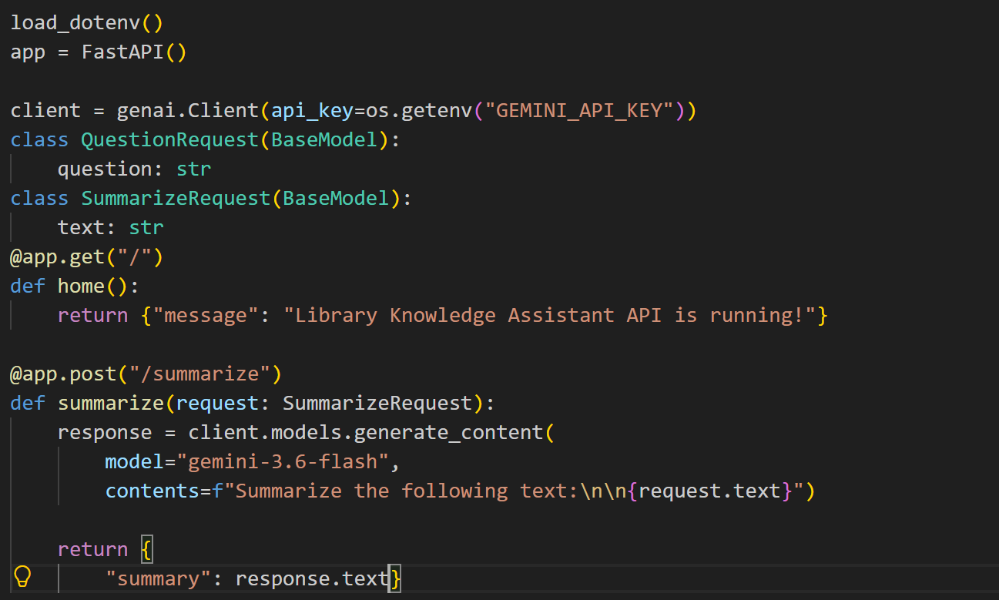 load_dotenv()
app = FastAPI()
client = genai.Client(api_key=os.getenv("GEMINI_API_KEY"))
class QuestionRequest(BaseModel):
    question: str
class SummarizeRequest(BaseModel):
    text: str
@app.get("/")
def home():
    return {"message": "Library Knowledge Assistant API is running!"}
@app.post("/summarize")
def summarize(request: SummarizeRequest):
    response = client.models.generate_content(
        model="gemini-3.6-flash",
        contents=f"Summarize the following text:\n\n{request.text}")
    return {
        "summary": response.text}